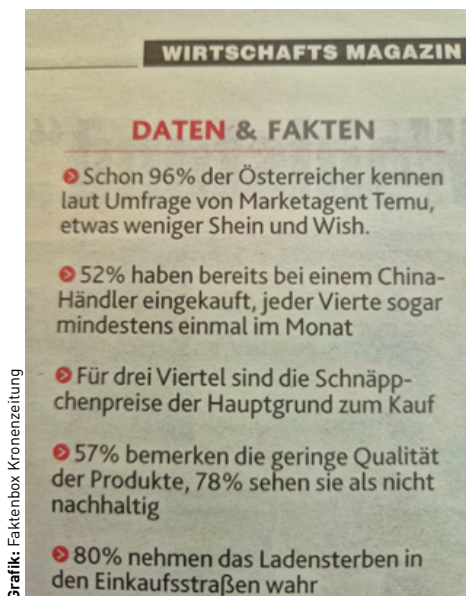 WIRTSCHAFTS MAGAZIN
DATEN & FAKTEN
Schon 96% der Österreicher kennen
laut Umfrage von Marketagent Temu,
etwas weniger Shein und Wish.
52% haben bereits bei einem China-
Händler eingekauft, jeder Vierte sogar
mindestens einmal im Monat
Für drei Viertel sind die Schnäpp-
chenpreise der Hauptgrund zum Kauf
57% bemerken die geringe Qualität
der Produkte, 78% sehen sie als nicht
nachhaltig
80% nehmen das Ladensterben in
den Einkaufsstraßen wahr
Grafik: Faktenbox Kronenzeitung